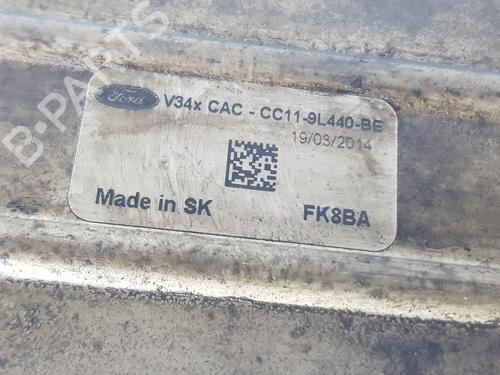 B-PARTS
Ford V34x CAC - CC11-9L440-BE
19/03/2014
Made in SK FK8BA